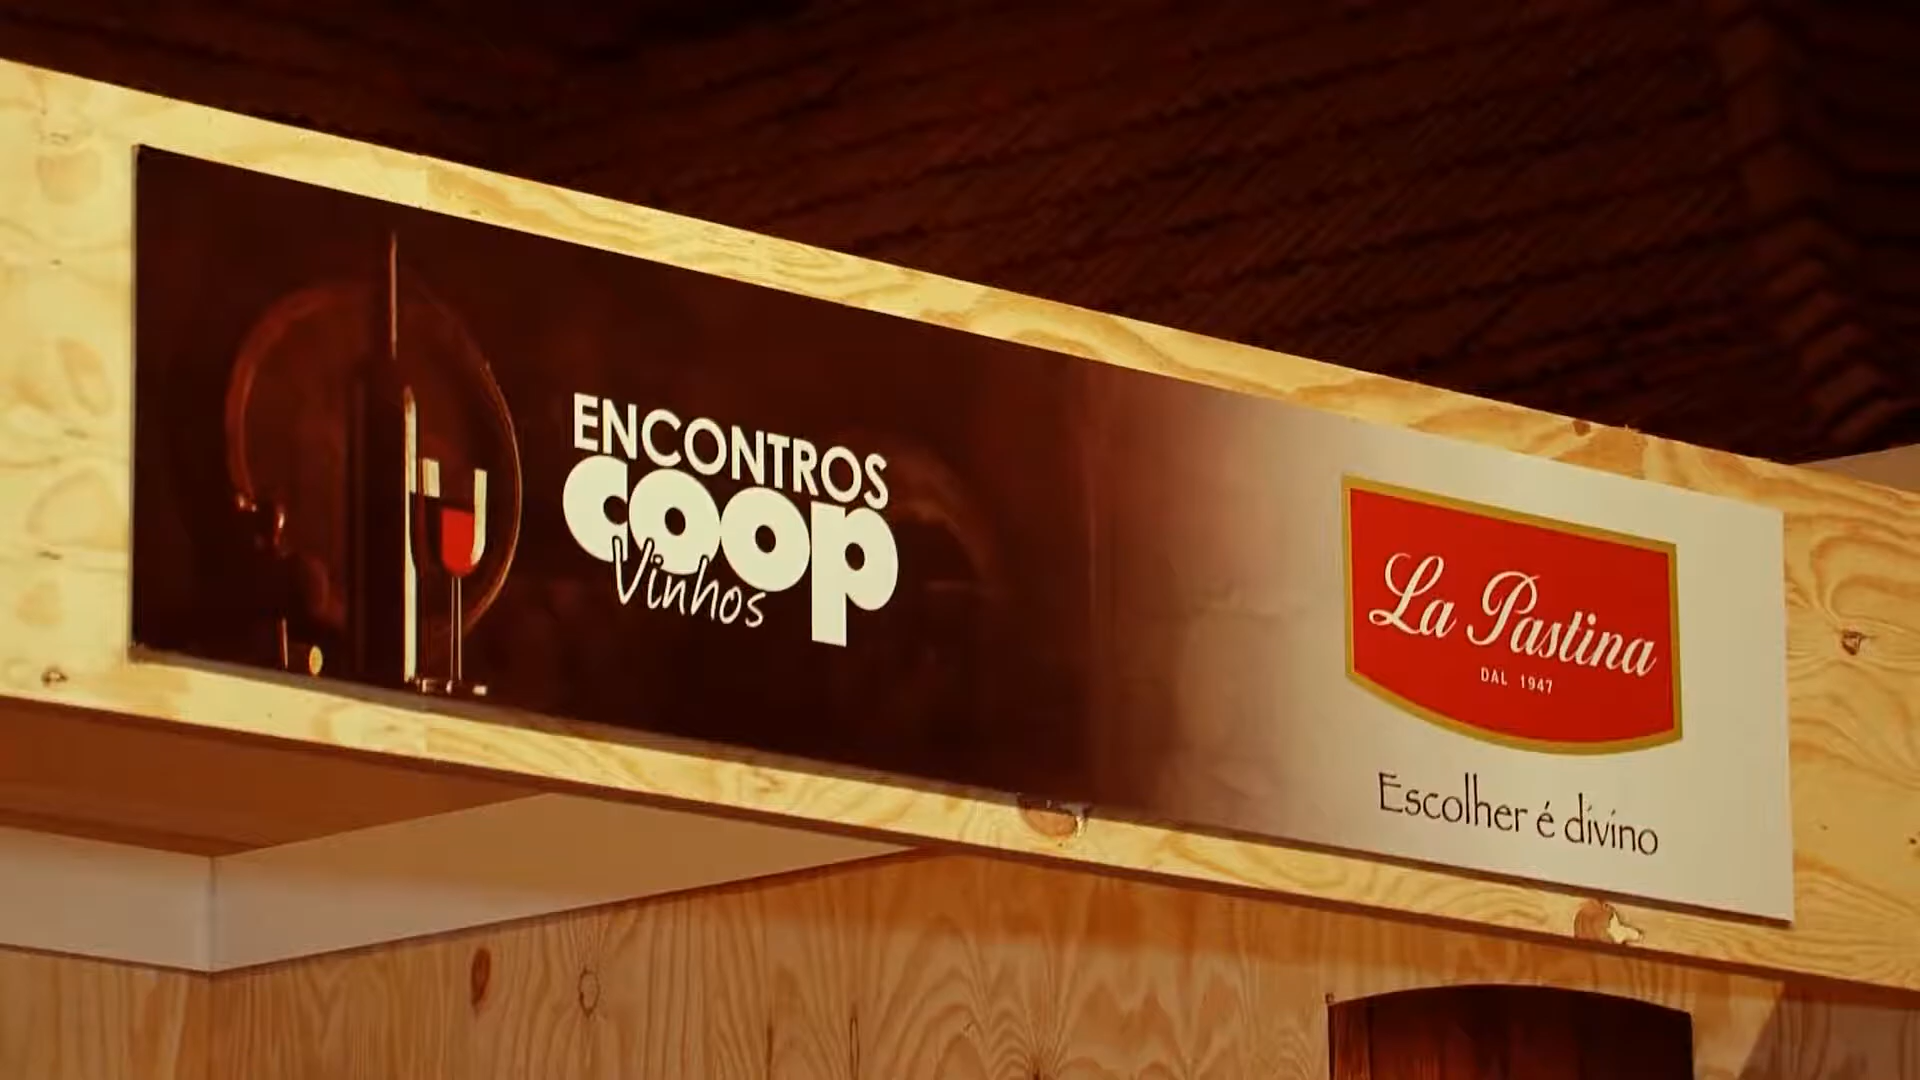 ENCONTROS
coop
Vinhos
La Pastina
DAL 1947
Escolher é divino